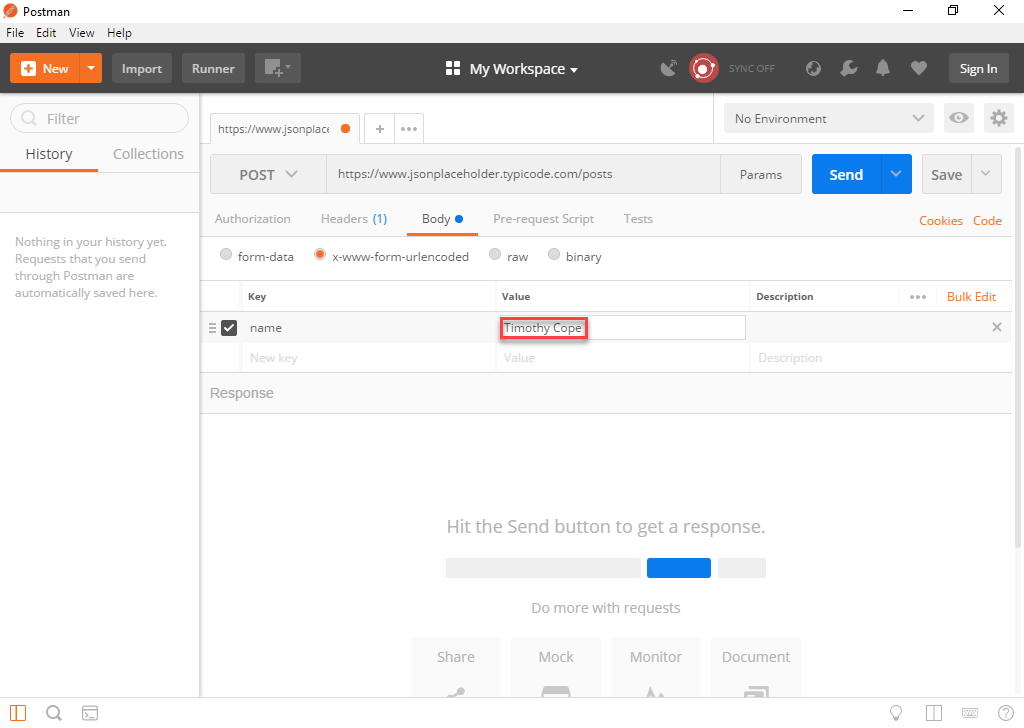 Postman
File Edit View Help
New Import Runner My Workspace SYNC OFF Sign In
Filter
History Collections
Nothing in your history yet.
Requests that you send
through Postman are
automatically saved here.
https://www.jsonplace + ••• No Environment
POST https://www.jsonplaceholder.typicode.com/posts Params Send Save
Authorization Headers (1) Body Pre-request Script Tests Cookies Code
form-data x-www-form-urlencoded raw binary
Key Value Description ••• Bulk Edit
name Timothy Cope
New key Value Description
Response
Hit the Send button to get a response.
Do more with requests
Share Mock Monitor Document